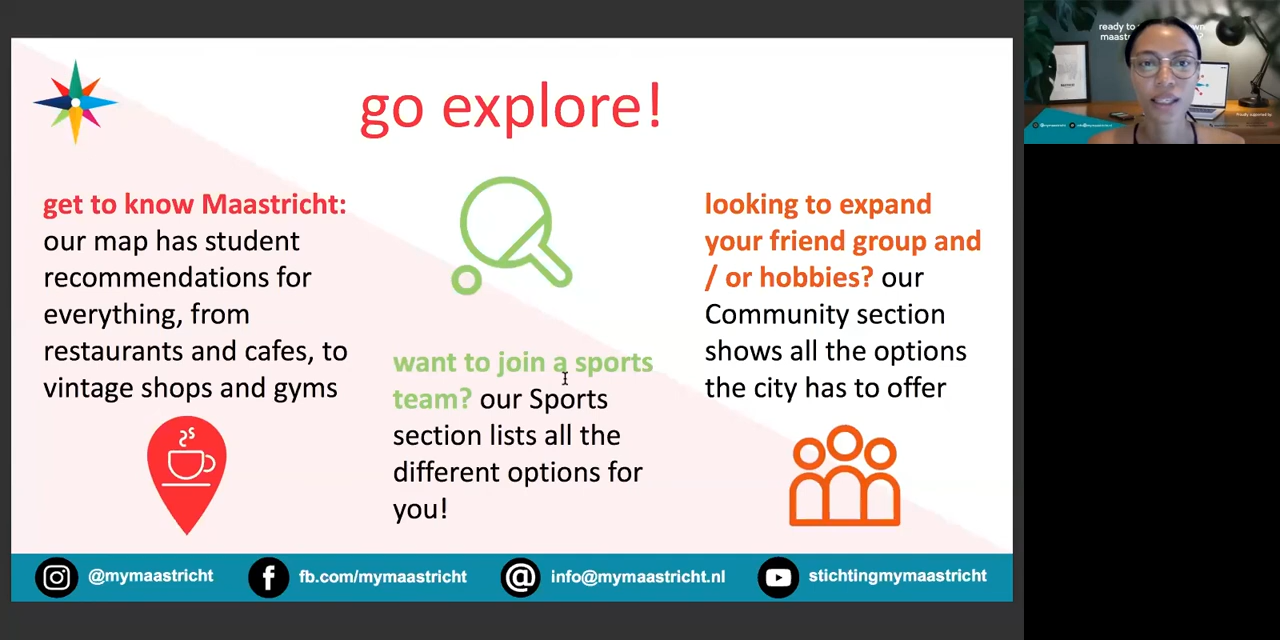 go explore!
get to know Maastricht:
our map has student
recommendations for
everything, from
restaurants and cafes, to
vintage shops and gyms
want to join a sports
team? our Sports
section lists all the
different options for
you!
looking to expand
your friend group and
/ or hobbies? our
Community section
shows all the options
the city has to offer
@mymaastricht
fb.com/mymaastricht
info@mymaastricht.nl
stichtingmymaastricht
ready to
maast